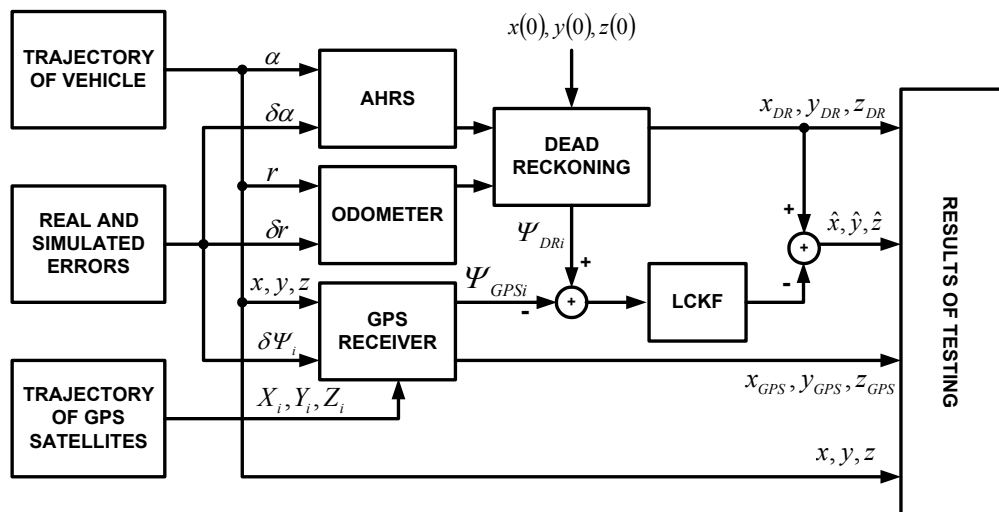 x(0), y(0), z(0)
TRAJECTORY
OF VEHICLE
α
AHRS
δα
x_DR, y_DR, z_DR
DEAD
RECKONING
r
ODOMETER
REAL AND
SIMULATED
ERRORS
δr
Ψ_DRi
+
+
x̂, ŷ, ẑ
+
-
x, y, z
GPS
RECEIVER
Ψ_GPSi
-
+
LCKF
δΨ_i
x_GPS, y_GPS, z_GPS
TRAJECTORY
OF GPS
SATELLITES
X_i, Y_i, Z_i
x, y, z
RESULTS OF TESTING